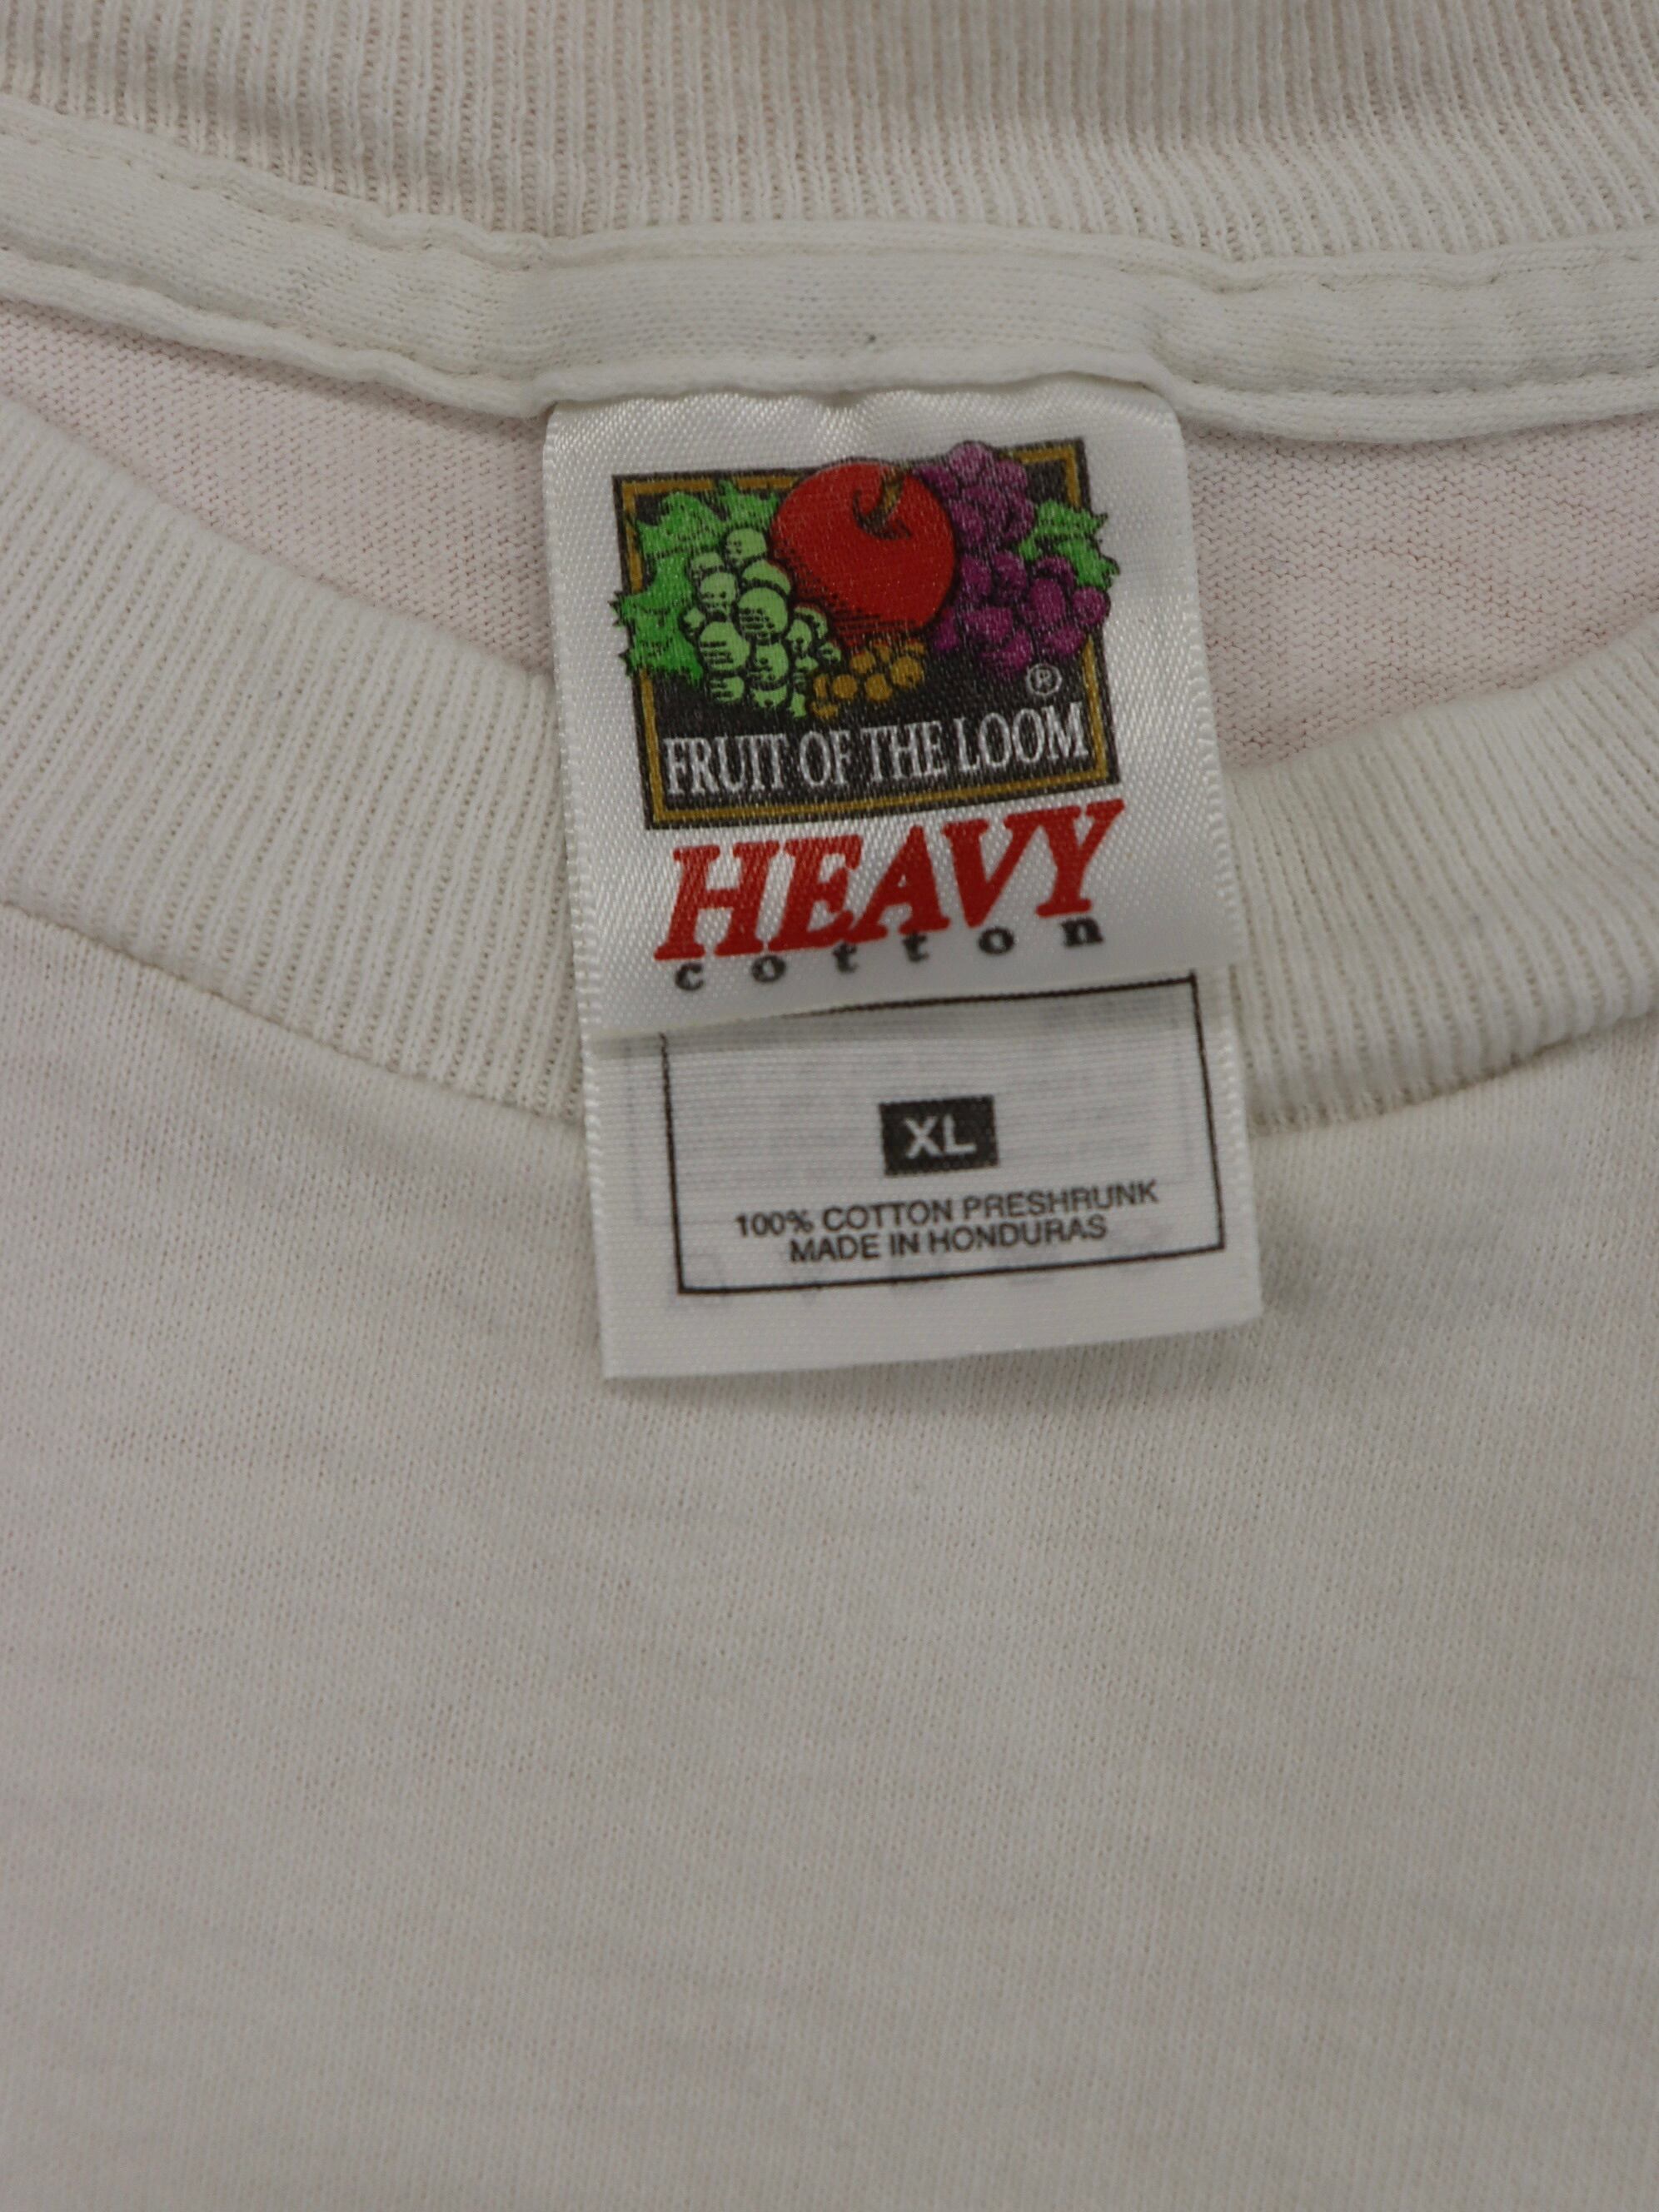 ®
FRUIT OF THE LOOM
HEAVY
cotton
XL
100% COTTON PRESHRUNK
MADE IN HONDURAS